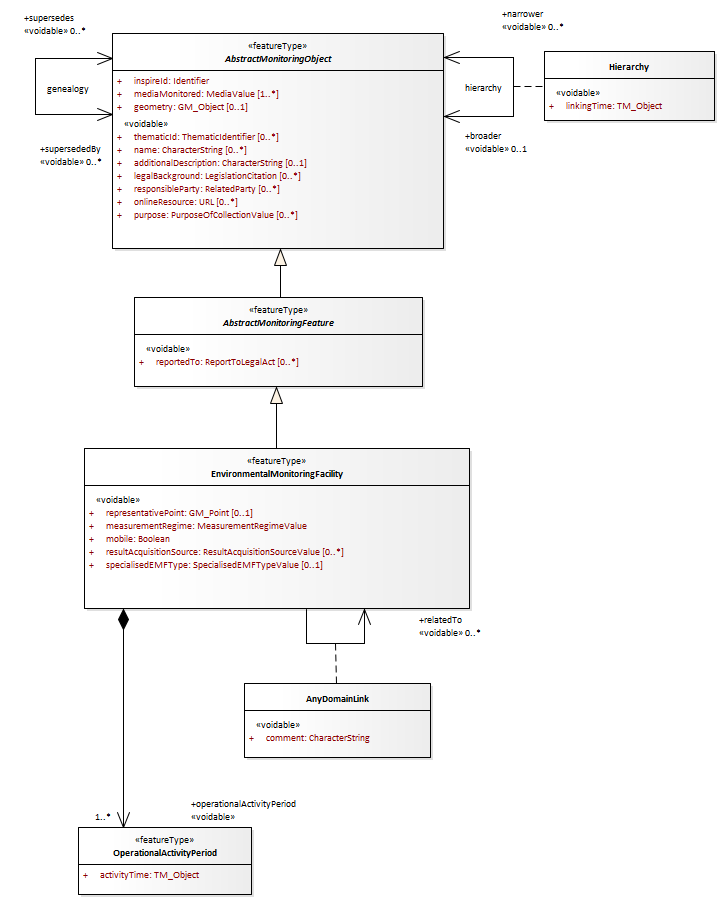 +supersedes
«voidable» 0..*
genealogy
+supersededBy
«voidable» 0..*
«featureType»
AbstractMonitoringObject
+ inspireId: Identifier
+ mediaMonitored: MediaValue [1..*]
+ geometry: GM_Object [0..1]
«voidable»
+ thematicId: ThematicIdentifier [0..*]
+ name: CharacterString [0..*]
+ additionalDescription: CharacterString [0..1]
+ legalBackground: LegislationCitation [0..*]
+ responsibleParty: RelatedParty [0..*]
+ onlineResource: URL [0..*]
+ purpose: PurposeOfCollectionValue [0..*]
+narrower
«voidable» 0..*
hierarchy
+broader
«voidable» 0..1
Hierarchy
«voidable»
+ linkingTime: TM_Object
«featureType»
AbstractMonitoringFeature
«voidable»
+ reportedTo: ReportToLegalAct [0..*]
«featureType»
EnvironmentalMonitoringFacility
«voidable»
+ representativePoint: GM_Point [0..1]
+ measurementRegime: MeasurementRegimeValue
+ mobile: Boolean
+ resultAcquisitionSource: ResultAcquisitionSourceValue [0..*]
+ specialisedEMFType: SpecialisedEMFTypeValue [0..1]
+relatedTo
«voidable» 0..*
AnyDomainLink
«voidable»
+ comment: CharacterString
+operationalActivityPeriod
1..* «voidable»
«featureType»
OperationalActivityPeriod
+ activityTime: TM_Object